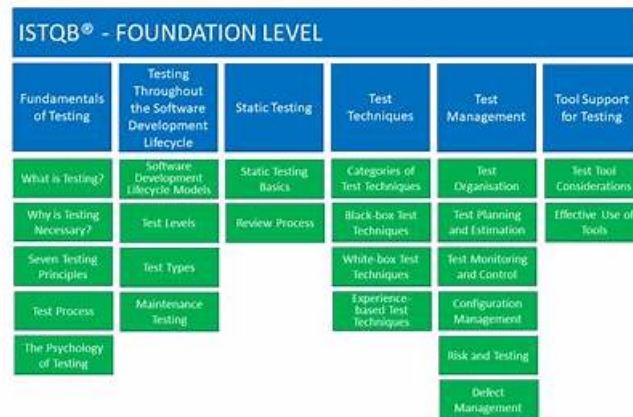 ISTQB® - FOUNDATION LEVEL
Fundamentals
of Testing
What is Testing?
Why is Testing
Necessary?
Seven Testing
Principles
Test Process
The Psychology
of Testing
Testing
Throughout
the Software
Development
Lifecycle
Software
Development
Lifecycle Models
Test Levels
Test Types
Maintenance
Testing
Static Testing
Static Testing
Basics
Review Process
Test
Techniques
Categories of
Test Techniques
Black-box Test
Techniques
White-box Test
Techniques
Experience-
based Test
Techniques
Test
Management
Test
Organisation
Test Planning
and Estimation
Test Monitoring
and Control
Configuration
Management
Risk and Testing
Defect
Management
Tool Support
for Testing
Test Tool
Considerations
Effective Use of
Tools